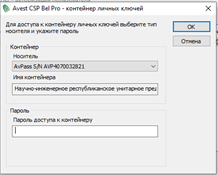 Avest CSP Bel Pro - контейнер личных ключей
Для доступа к контейнеру личных ключей выберите тип
носителя и укажите пароль
OK
Отмена
Контейнер
Носитель
AvPass S/N AVP4070032821
Имя контейнера
Научно-инженерное республиканское унитарное пред
Пароль
Пароль доступа к контейнеру